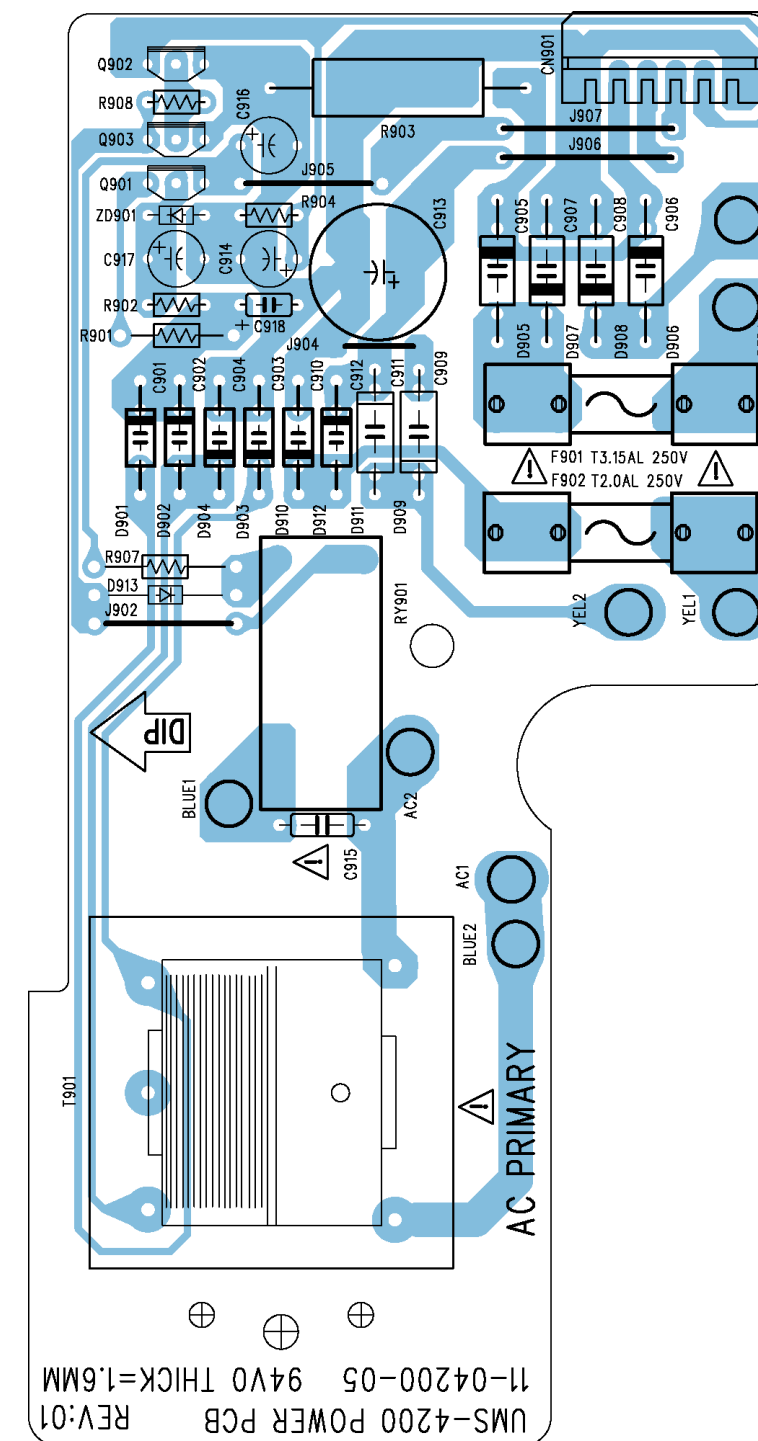 Q902
R908
Q903
Q901
ZD901
C917
R902
R901
C916
J905
R904
C914
C918
J904
R903
C913
CN901
J907
J906
C905
C907
C908
C906
D905
D907
D908
D906
C901
C902
C904
C903
C910
C912
C911
C909
D901
D902
D904
D903
D910
D912
D911
D909
F901 T3.15AL 250V
F902 T2.0AL 250V
R907
D913
J902
RY901
YEL2
YEL1
DIP
BLUE1
AC2
C915
AC1
BLUE2
T901
AC PRIMARY
UMS-4200 POWER PCB REV:01
11-04200-05 94V0 THICK=1.6MM